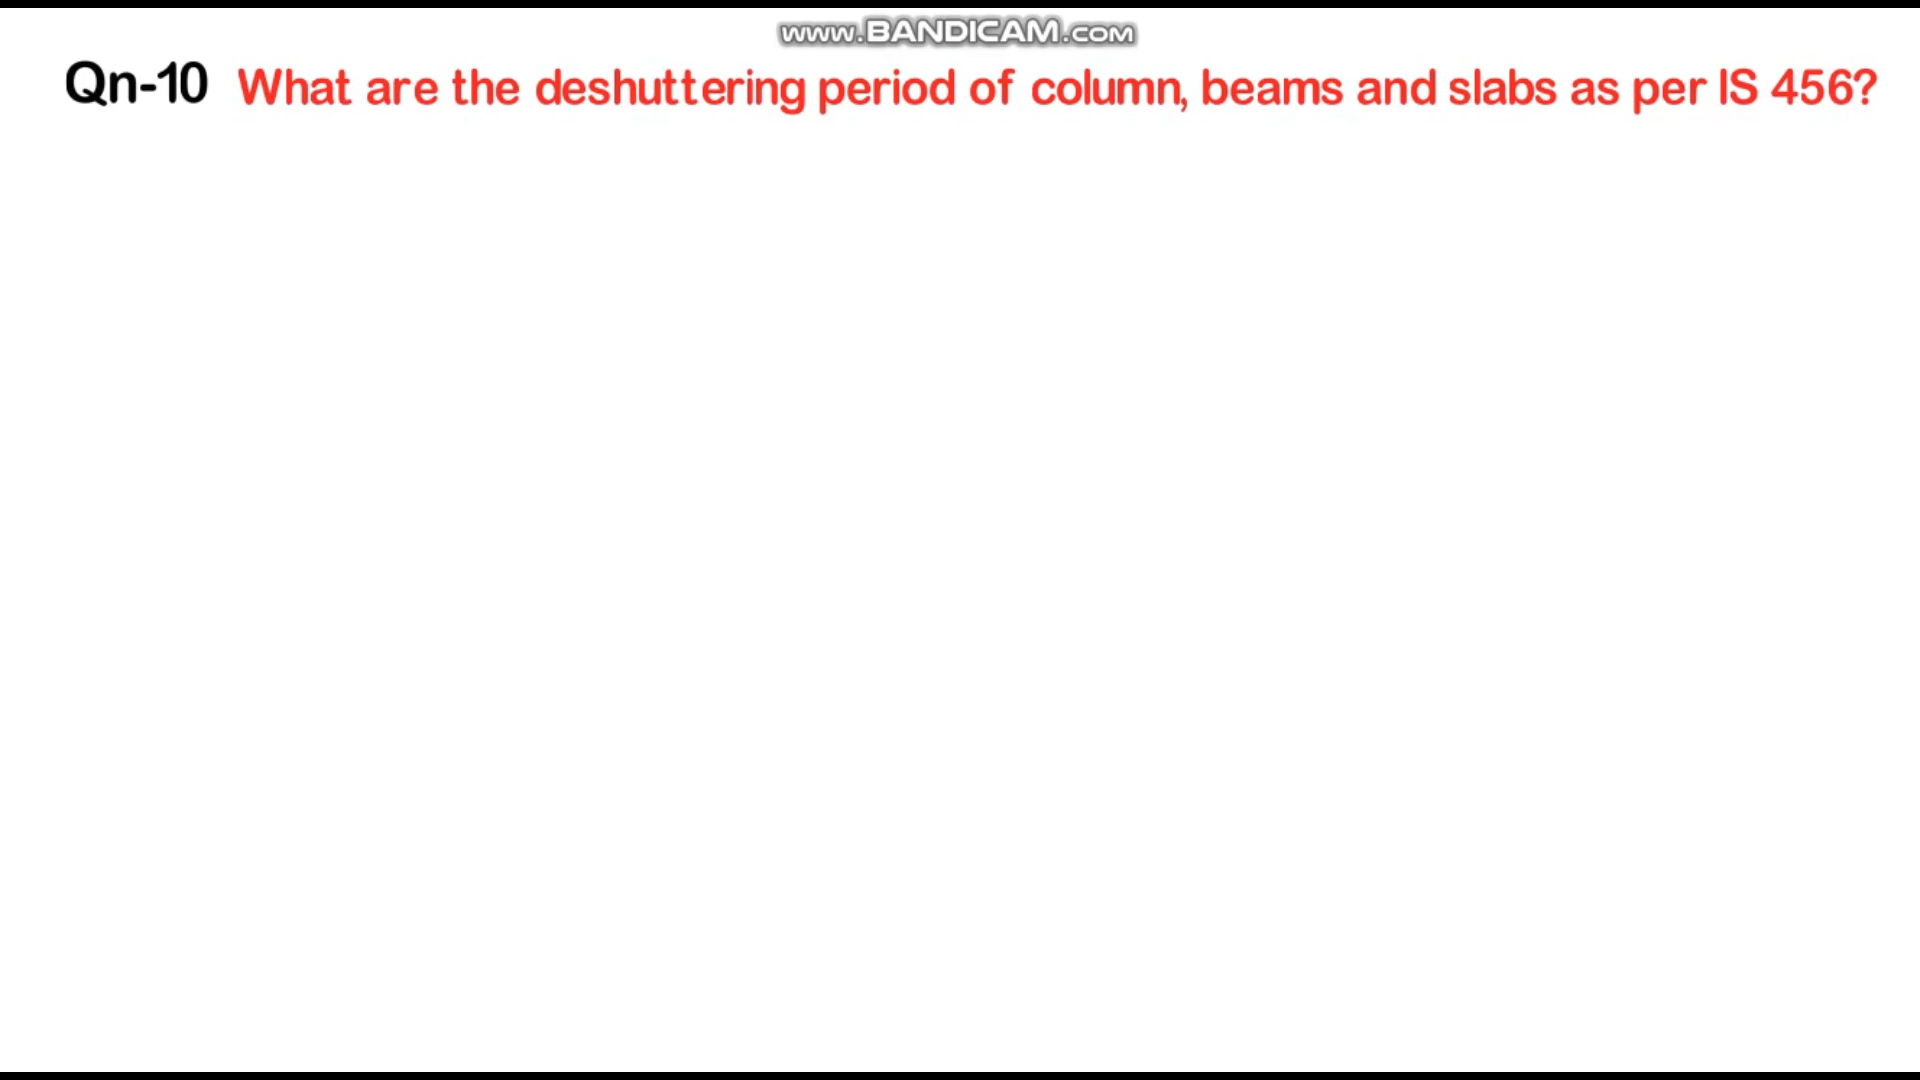 www.BANDICAM.com
Qn-10 What are the deshuttering period of column, beams and slabs as per IS 456?